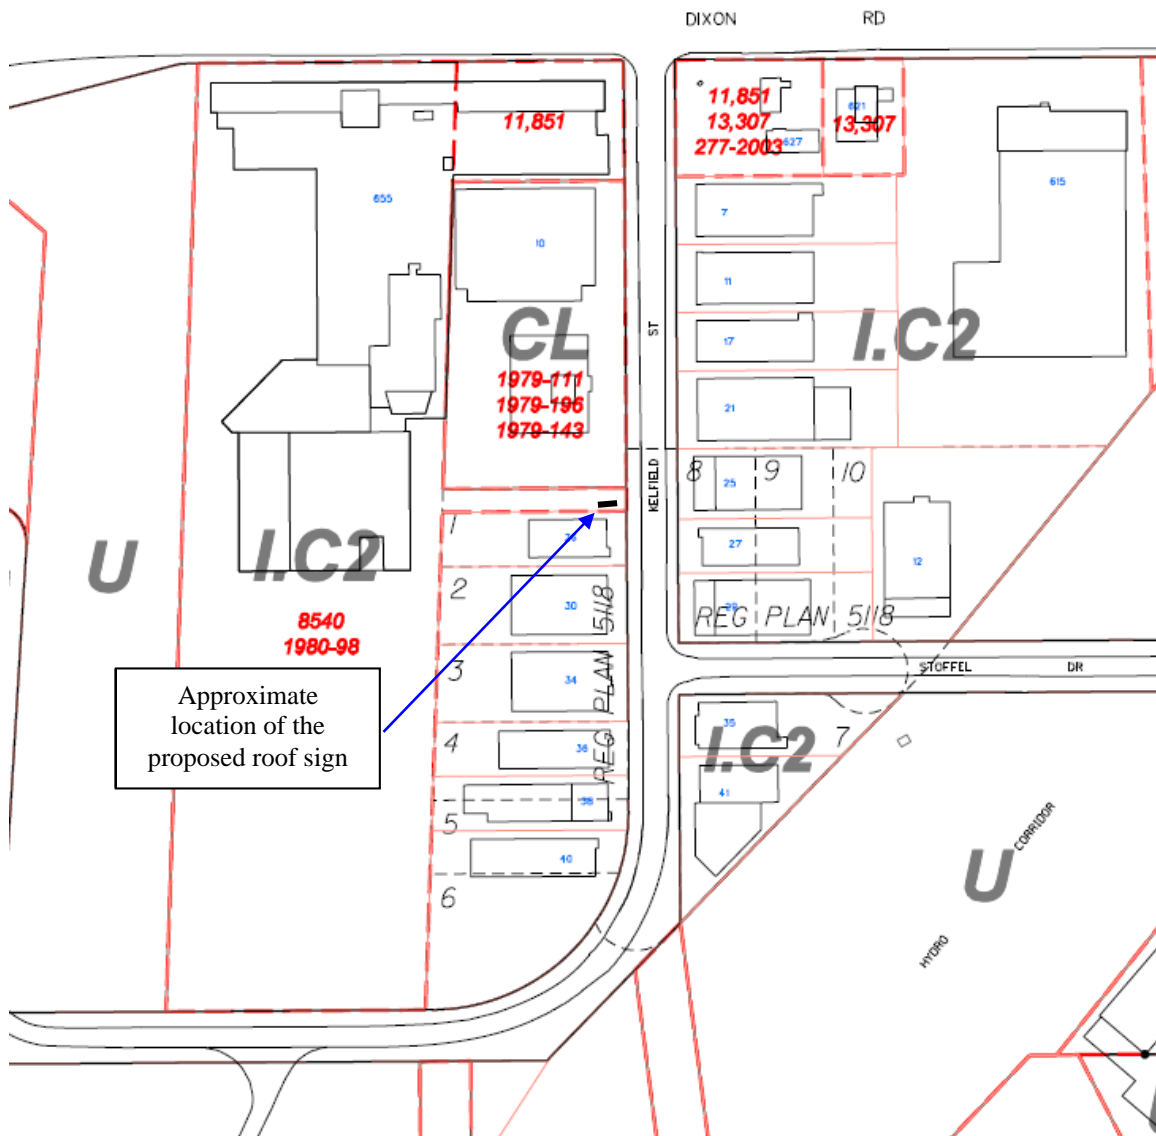 DIXON RD
11,851
11,851
13,307
277-2003
627
621
13,307
655
10
7
615
11
ST
CL
I.C2
17
1979-111
1979-196
1979-143
21
KELFIELD
8 9 10
25
1
27
12
U
I.C2
2
30
REG PLAN 5118
REG PLAN 5118
8540
1980-98
STOFFEL DR
3
34
Approximate
location of the
proposed roof sign
35
7
I.C2
4
36
41
5
38
CORRIDOR
40
U
6
HYDRO